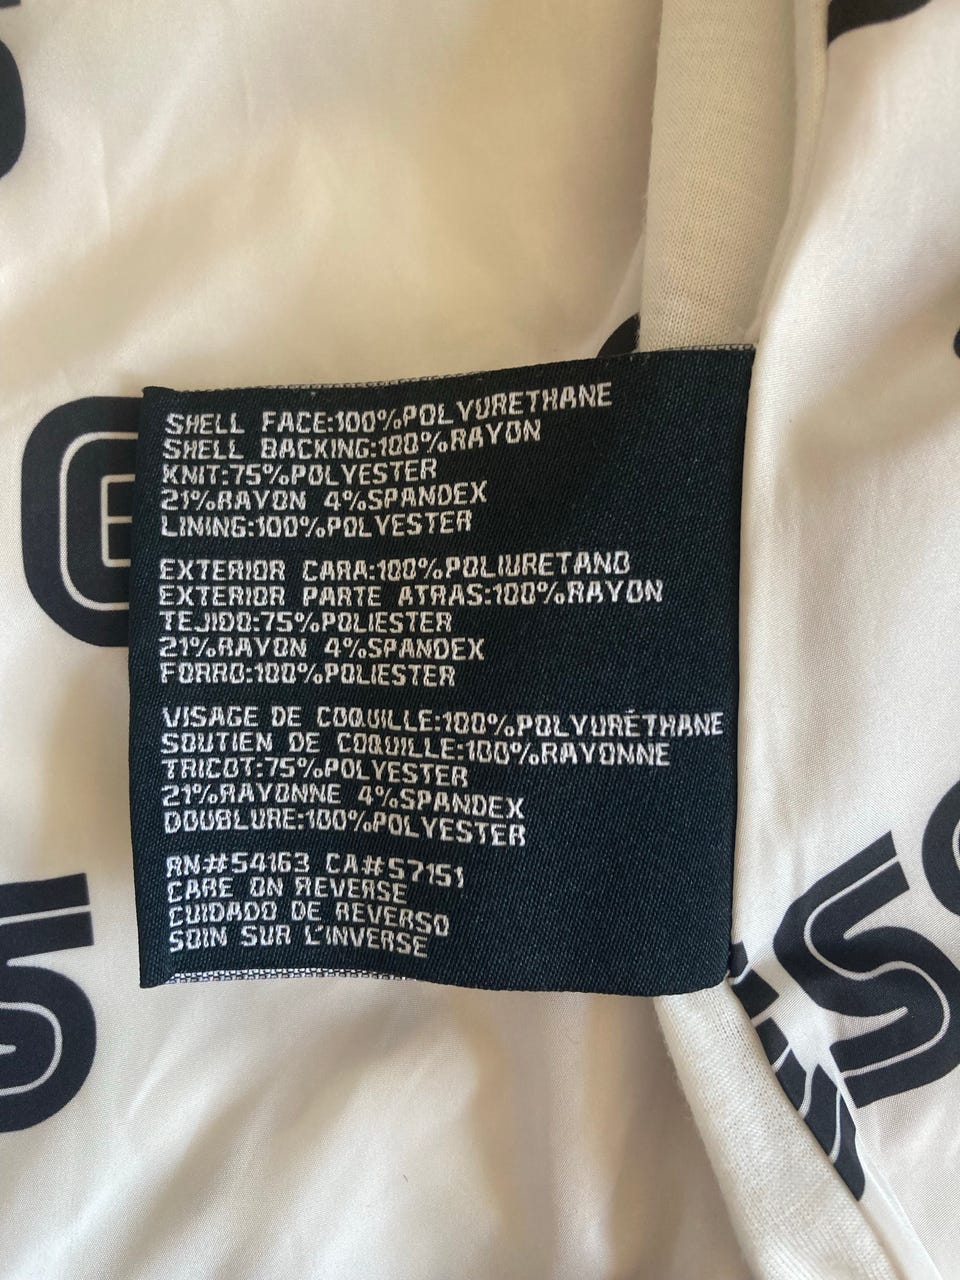 SHELL FACE:100%POLYURETHANE
SHELL BACKING:100%RAYON
KNIT:75%POLYESTER
21%RAYON 4%SPANDEX
LINING:100%POLYESTER
EXTERIOR CARA:100%POLIURETANO
EXTERIOR PARTE ATRAS:100%RAYON
TEJIDO:75%POLIESTER
21%RAYON 4%SPANDEX
FORRO:100%POLIESTER
VISAGE DE COQUILLE:100%POLYURÉTHANE
SOUTIEN DE COQUILLE:100%RAYONNE
TRICOT:75%POLYESTER
21%RAYONNE 4%SPANDEX
DOUBLURE:100%POLYESTER
RN#54163 CA#57151
CARE ON REVERSE
CUIDADO DE REVERSO
SOIN SUR L'INVERSE